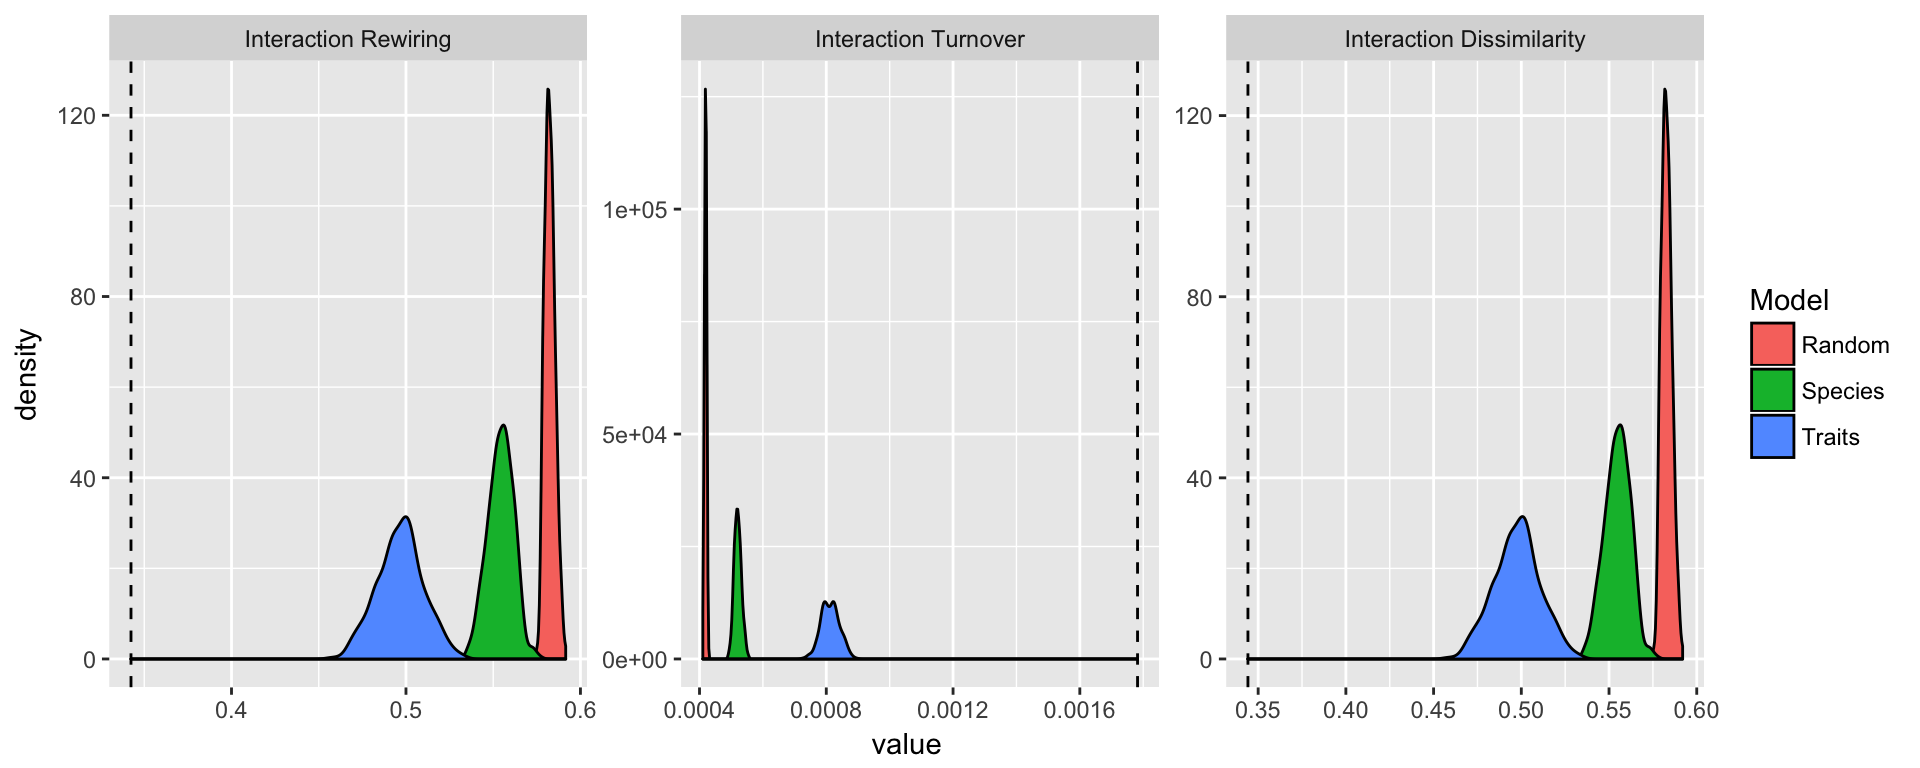 Interaction Rewiring
Interaction Turnover
Interaction Dissimilarity
density
120
80
40
0
0.4
0.5
0.6
1e+05
5e+04
0e+00
0.0004
0.0008
0.0012
0.0016
120
80
40
0
0.35
0.40
0.45
0.50
0.55
0.60
value
Model
Random
Species
Traits